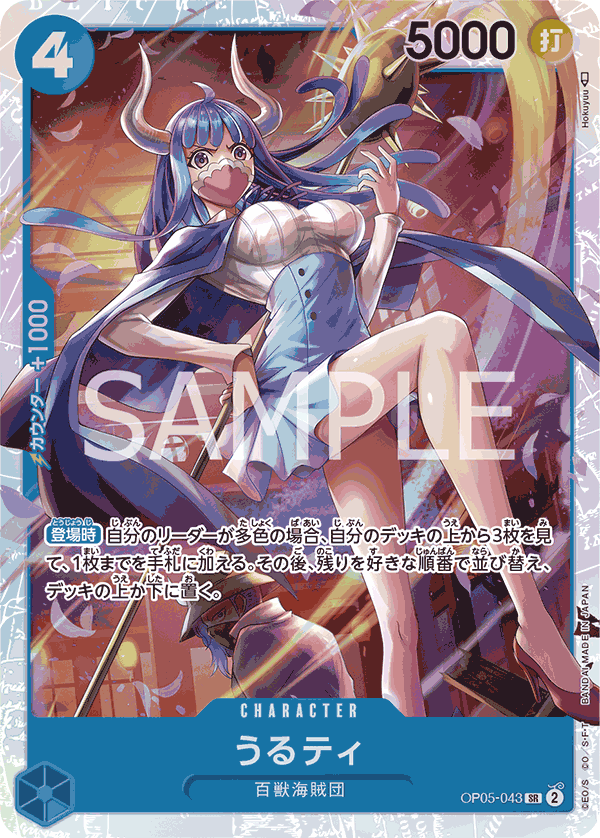 4
5000 打
Hokuyuu
カウンター +1000
SAMPLE
登場時 自分のリーダーが多色の場合、自分のデッキの上から3枚を見
て、1枚までを手札に加える。その後、残りを好きな順番で並び替え、
デッキの上か下に置く。
CHARACTER
うるティ
百獣海賊団
OP05-043 SR 2
BANDAI MADE IN JAPAN
©E.O/S ©O/S・F・T